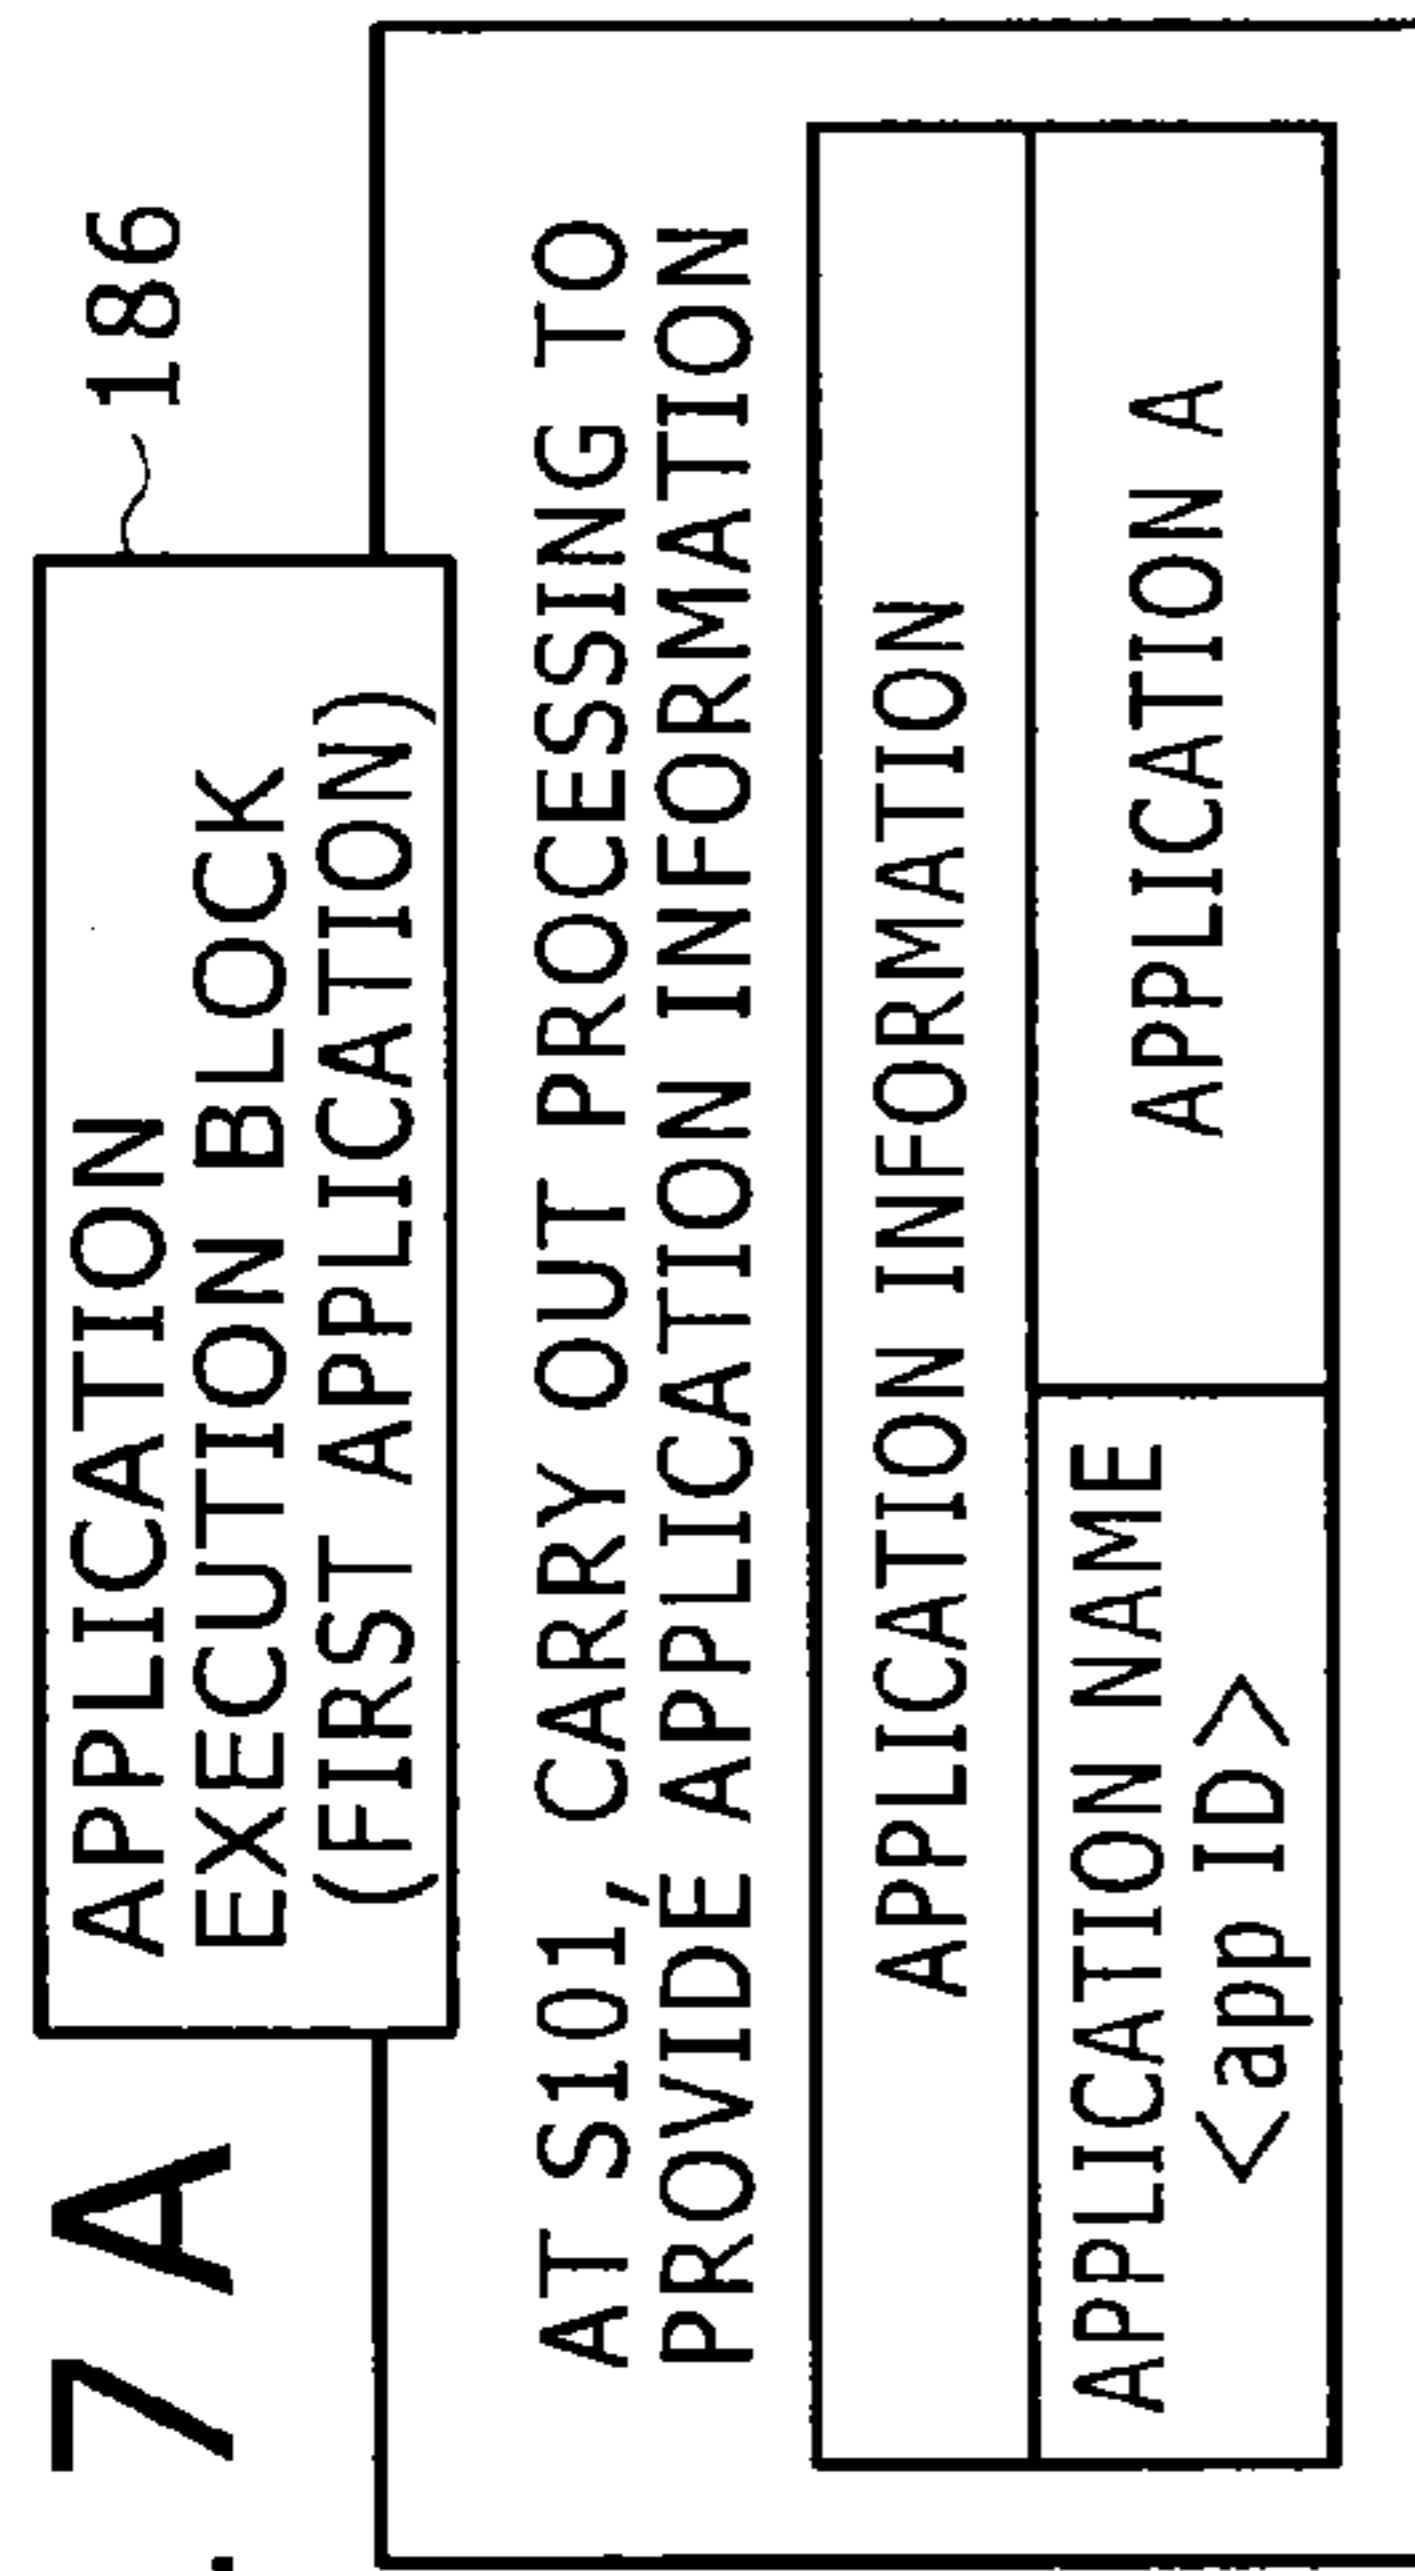 . 7A
APPLICATION
EXECUTION BLOCK
(FIRST APPLICATION)
186
AT S101, CARRY OUT PROCESSING TO
PROVIDE APPLICATION INFORMATION
APPLICATION INFORMATION
APPLICATION NAME
<app ID>
APPLICATION A